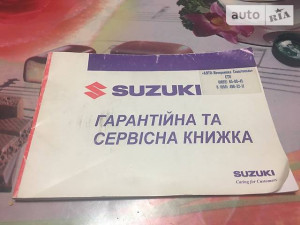 auto RIA
SUZUKI
ГАРАНТІЙНА ТА
СЕРВІСНА КНИЖКА
SUZUKI
Caring for Customers